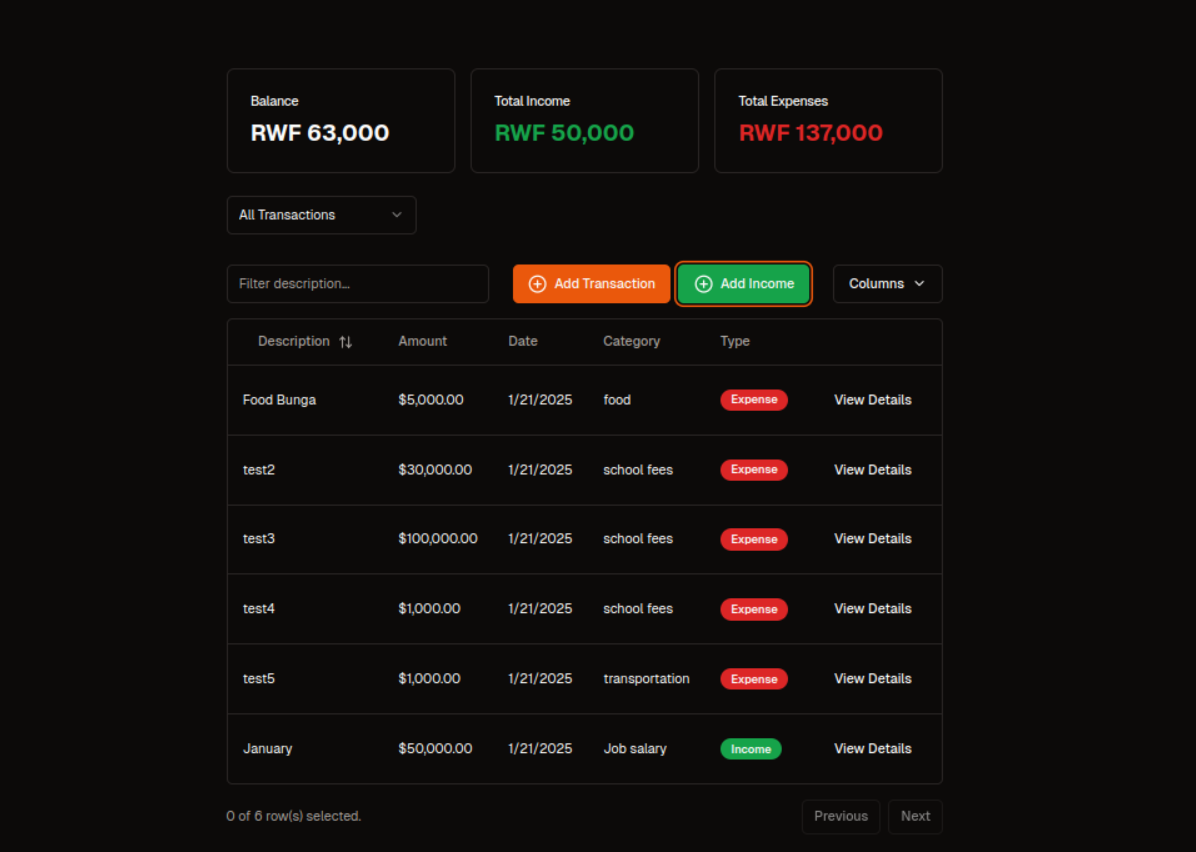 Balance Total Income Total Expenses
RWF 63,000 RWF 50,000 RWF 137,000
All Transactions
Filter description... Add Transaction Add Income Columns
Description Amount Date Category Type
Food Bunga $5,000.00 1/21/2025 food Expense View Details
test2 $30,000.00 1/21/2025 school fees Expense View Details
test3 $100,000.00 1/21/2025 school fees Expense View Details
test4 $1,000.00 1/21/2025 school fees Expense View Details
test5 $1,000.00 1/21/2025 transportation Expense View Details
January $50,000.00 1/21/2025 Job salary Income View Details
0 of 6 row(s) selected. Previous Next